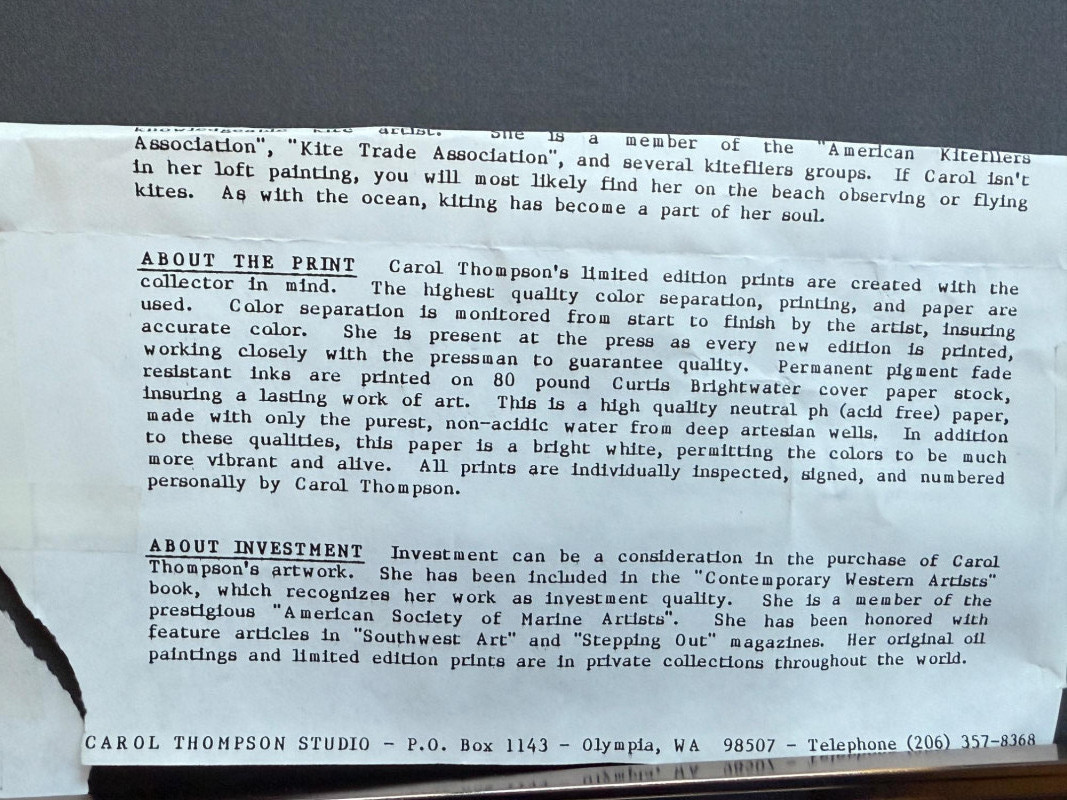 knowledgeable kite artist. She is a member of the "American Kitefliers
Association", "Kite Trade Association", and several kitefliers groups. If Carol isn't
in her loft painting, you will most likely find her on the beach observing or flying
kites. As with the ocean, kiting has become a part of her soul.
ABOUT THE PRINT Carol Thompson's limited edition prints are created with the
collector in mind. The highest quality color separation, printing, and paper are
used. Color separation is monitored from start to finish by the artist, insuring
accurate color. She is present at the press as every new edition is printed,
working closely with the pressman to guarantee quality. Permanent pigment fade
resistant inks are printed on 80 pound Curtis Brightwater cover paper stock,
insuring a lasting work of art. This is a high quality neutral ph (acid free) paper,
made with only the purest, non-acidic water from deep artesian wells. In addition
to these qualities, this paper is a bright white, permitting the colors to be much
more vibrant and alive. All prints are individually inspected, signed, and numbered
personally by Carol Thompson.
ABOUT INVESTMENT Investment can be a consideration in the purchase of Carol
Thompson's artwork. She has been included in the "Contemporary Western Artists"
book, which recognizes her work as investment quality. She is a member of the
prestigious "American Society of Marine Artists". She has been honored with
feature articles in "Southwest Art" and "Stepping Out" magazines. Her original oil
paintings and limited edition prints are in private collections throughout the world.
CAROL THOMPSON STUDIO - P.O. Box 1143 - Olympia, WA 98507 - Telephone (206) 357-8368